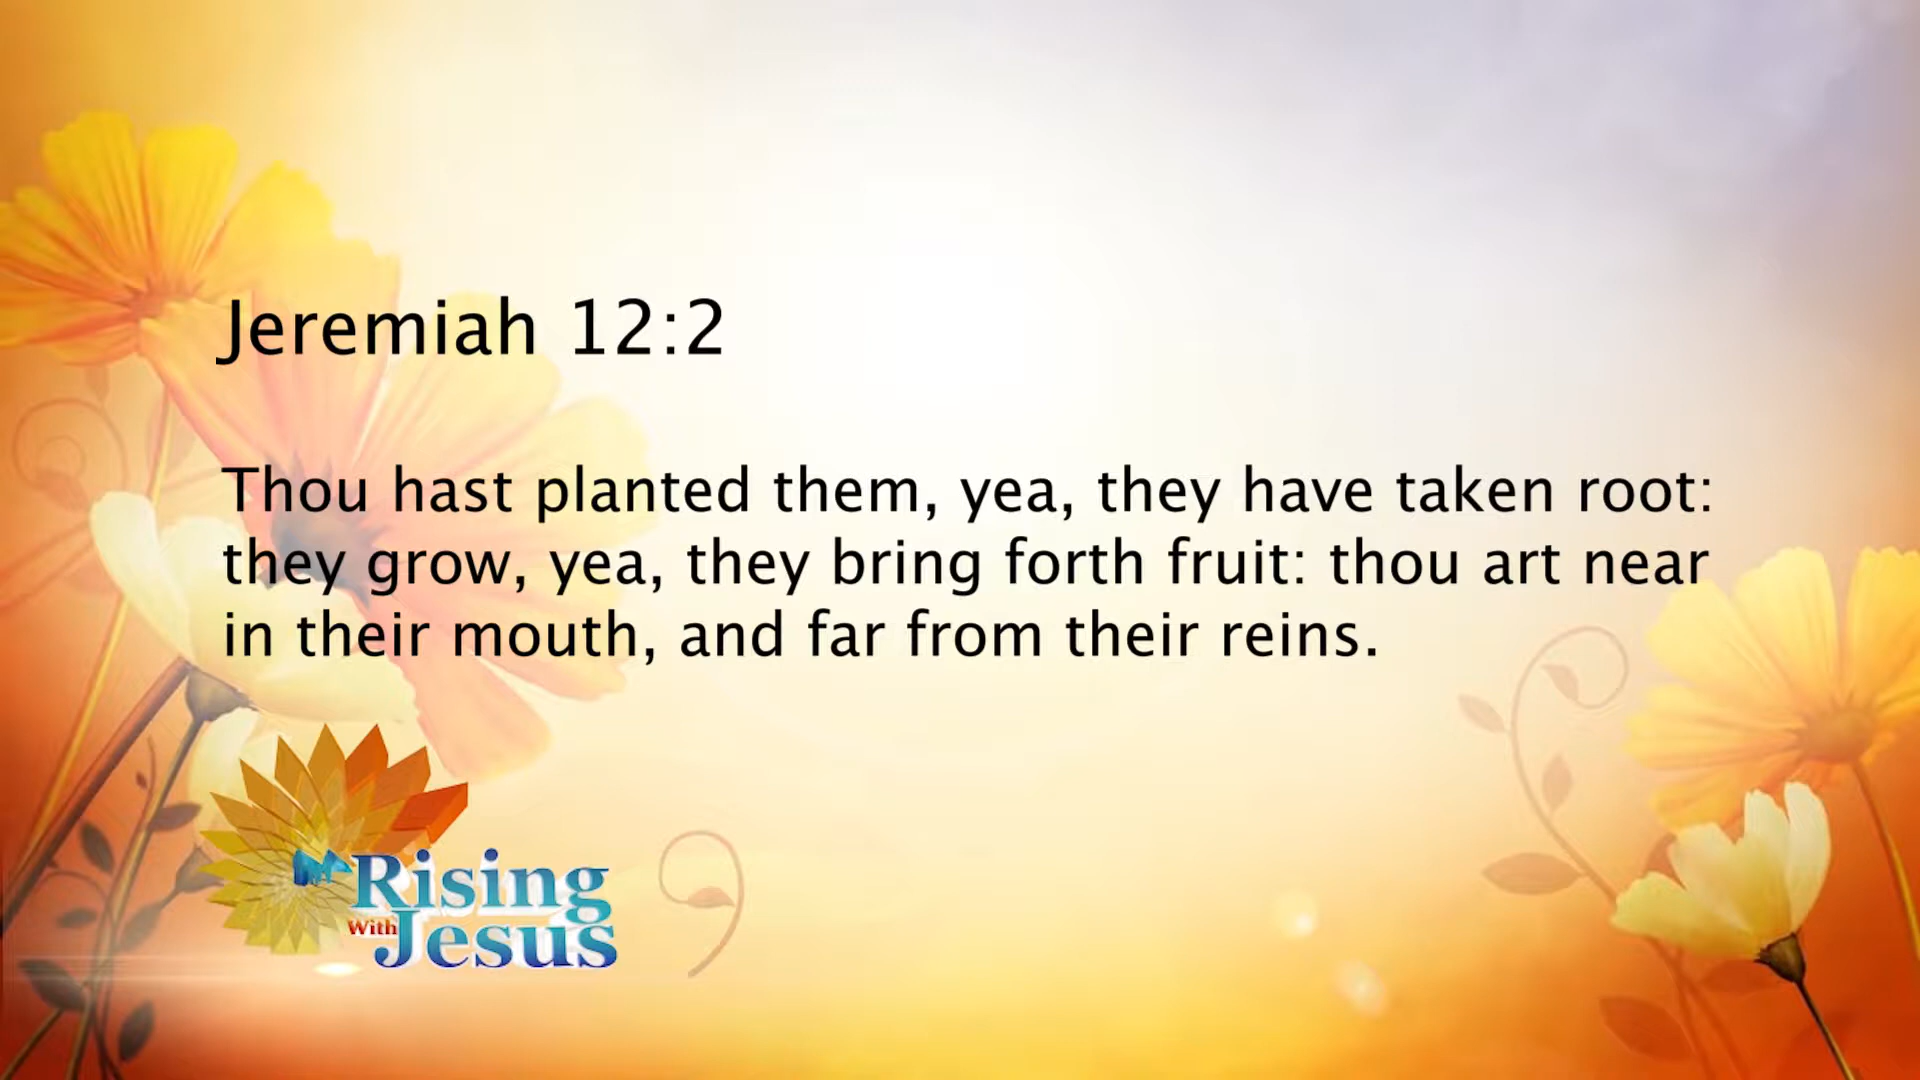 Jeremiah 12:2
Thou hast planted them, yea, they have taken root:
they grow, yea, they bring forth fruit: thou art near
in their mouth, and far from their reins.
Rising
With
Jesus